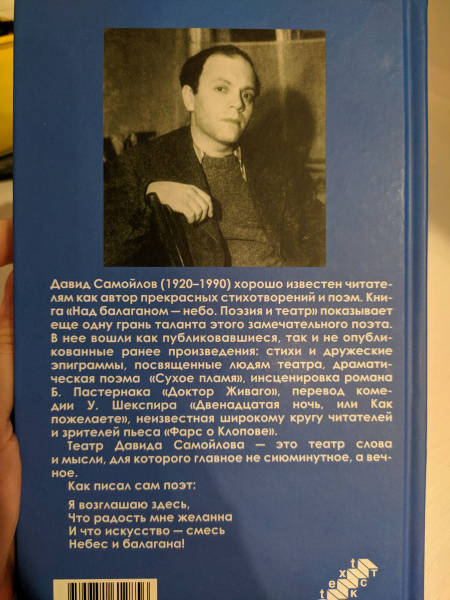 Давид Самойлов (1920–1990) хорошо известен читате-
лям как автор прекрасных стихотворений и поэм. Кни-
га «Над балаганом — небо. Поэзия и театр» показывает
еще одну грань таланта этого замечательного поэта.
В нее вошли как публиковавшиеся, так и не опубли-
кованные ранее произведения: стихи и дружеские
эпиграммы, посвященные людям театра, драмати-
ческая поэма «Сухое пламя», инсценировка романа
Б. Пастернака «Доктор Живаго», перевод коме-
дии У. Шекспира «Двенадцатая ночь, или Как
пожелаете», неизвестная широкому кругу читателей
и зрителей пьеса «Фарс о Клопове».
Театр Давида Самойлова — это театр слова
и мысли, для которого главное не сиюминутное, а веч-
ное.
Как писал сам поэт:
Я возглашаю здесь,
Что радость мне желанна
И что искусство — смесь
Небес и балагана!